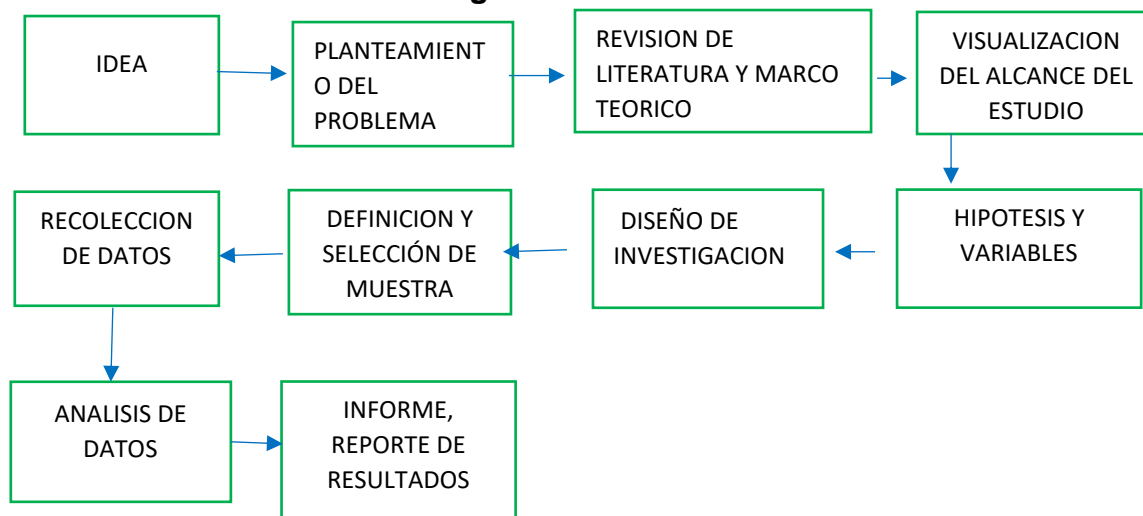 IDEA
PLANTEAMIENT
O DEL
PROBLEMA
REVISION DE
LITERATURA Y MARCO
TEORICO
VISUALIZACION
DEL ALCANCE DEL
ESTUDIO
HIPOTESIS Y
VARIABLES
DISEÑO DE
INVESTIGACION
DEFINICION Y
SELECCIÓN DE
MUESTRA
RECOLECCION
DE DATOS
ANALISIS DE
DATOS
INFORME,
REPORTE DE
RESULTADOS